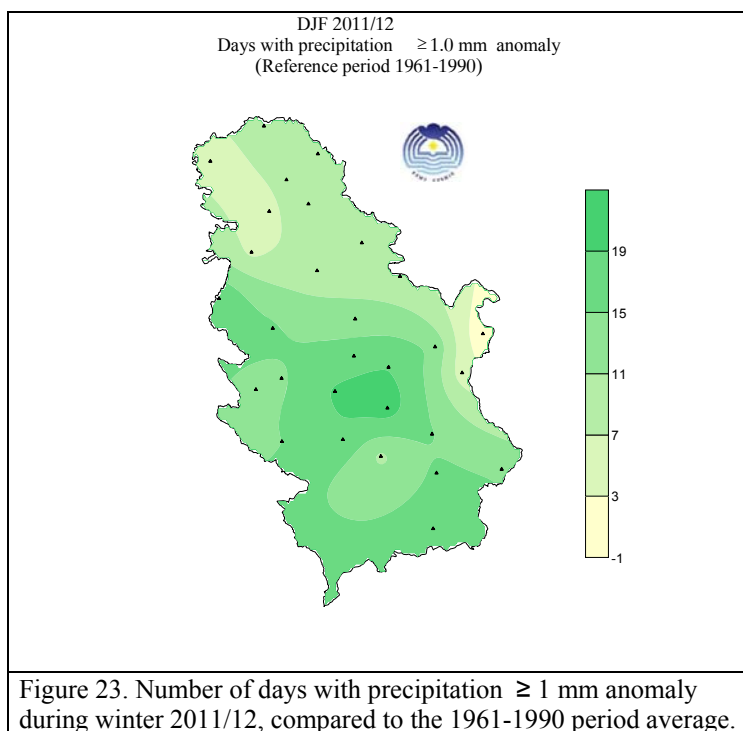 DJF 2011/12
Days with precipitation ≥1.0 mm anomaly
(Reference period 1961-1990)
19
15
11
7
3
-1
Figure 23. Number of days with precipitation ≥ 1 mm anomaly
during winter 2011/12, compared to the 1961-1990 period average.